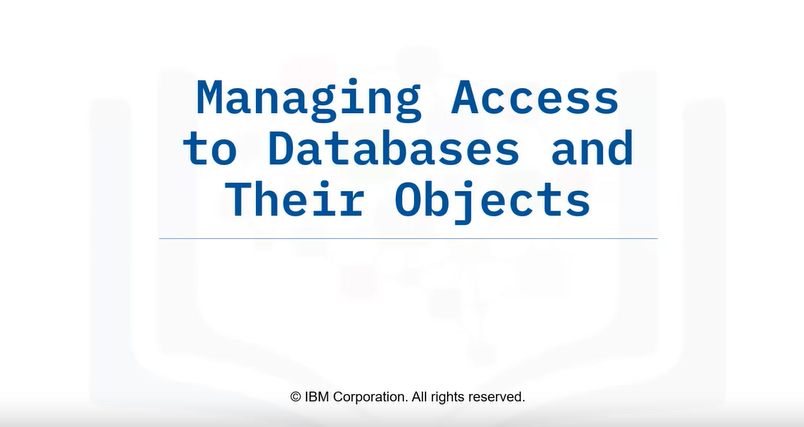 Managing Access
to Databases and
Their Objects
© IBM Corporation. All rights reserved.